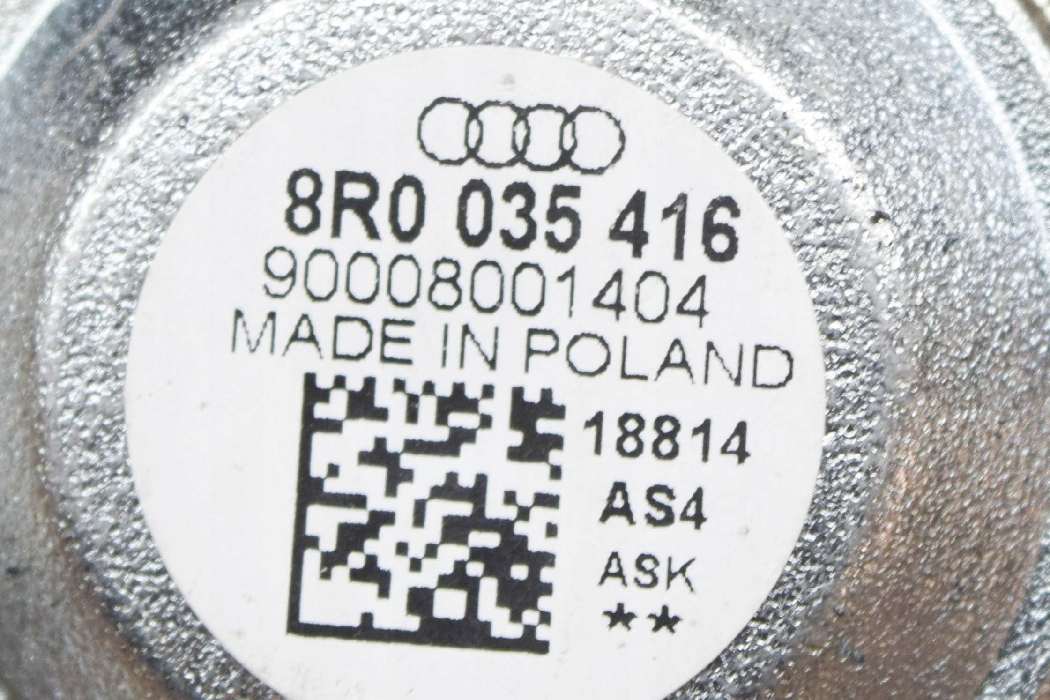 8R0 035 416
90008001404
MADE IN POLAND
18814
AS4
ASK
**